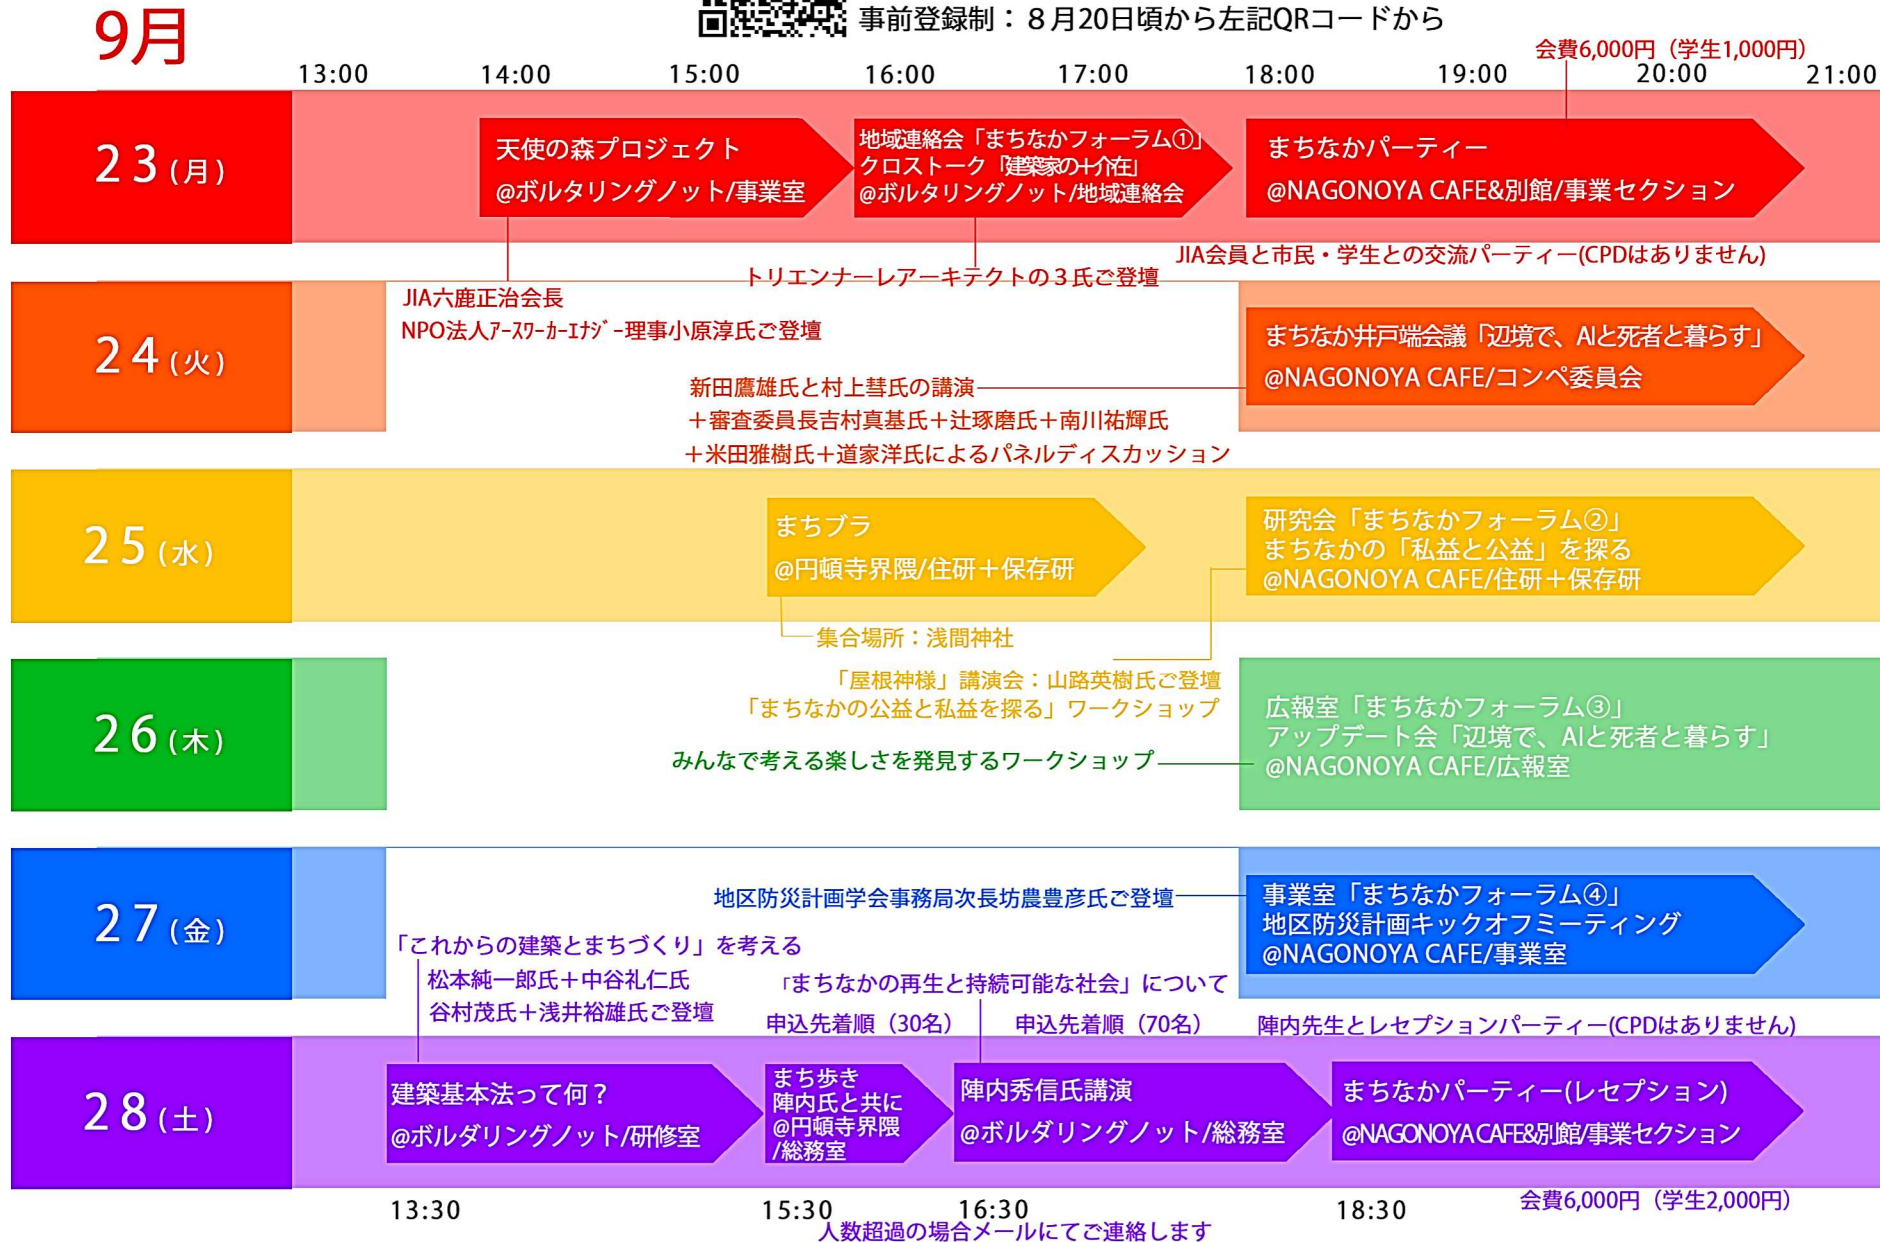 9月
事前登録制：８月20日頃から左記QRコードから
会費6,000円（学生1,000円）
13:00 14:00 15:00 16:00 17:00 18:00 19:00 20:00 21:00
23(月)
天使の森プロジェクト
@ボルタリングノット/事業室
地域連絡会「まちなかフォーラム①」
クロストーク「建築家の十介在」
@ボルタリングノット/地域連絡会
まちなかパーティー
@NAGONOYA CAFE&別館/事業セクション
JIA会員と市民・学生との交流パーティー(CPDはありません)
トリエンナーレアーキテクトの３氏ご登壇
JIA六鹿正治会長
NPO法人ｱｰｽﾜｰｶｰｴﾅｼﾞｰ理事小原淳氏ご登壇
24(火)
まちなか井戸端会議「辺境で、AIと死者と暮らす」
@NAGONOYA CAFE/コンペ委員会
新田鷹雄氏と村上彗氏の講演
＋審査委員長吉村真基氏＋辻琢磨氏＋南川祐輝氏
＋米田雅樹氏＋道家洋氏によるパネルディスカッション
25(水)
まちブラ
@円頓寺界隈/住研＋保存研
研究会「まちなかフォーラム②」
まちなかの「私益と公益」を探る
@NAGONOYA CAFE/住研＋保存研
集合場所：浅間神社
「屋根神様」講演会：山路英樹氏ご登壇
「まちなかの公益と私益を探る」ワークショップ
26(木)
広報室「まちなかフォーラム③」
アップデート会「辺境で、AIと死者と暮らす」
@NAGONOYA CAFE/広報室
みんなで考える楽しさを発見するワークショップ
27(金)
地区防災計画学会事務局次長坊農豊彦氏ご登壇
事業室「まちなかフォーラム④」
地区防災計画キックオフミーティング
@NAGONOYA CAFE/事業室
「これからの建築とまちづくり」を考える
松本純一郎氏＋中谷礼仁氏
谷村茂氏＋浅井裕雄氏ご登壇
「まちなかの再生と持続可能な社会」について
申込先着順（30名）
申込先着順（70名）
陣内先生とレセプションパーティー(CPDはありません)
28(土)
建築基本法って何？
@ボルダリングノット/研修室
まち歩き
陣内氏と共に
@円頓寺界隈
/総務室
陣内秀信氏講演
@ボルダリングノット/総務室
まちなかパーティー(レセプション)
@NAGONOYA CAFE&別館/事業セクション
13:30 15:30 16:30 18:30
会費6,000円（学生2,000円）
人数超過の場合メールにてご連絡します